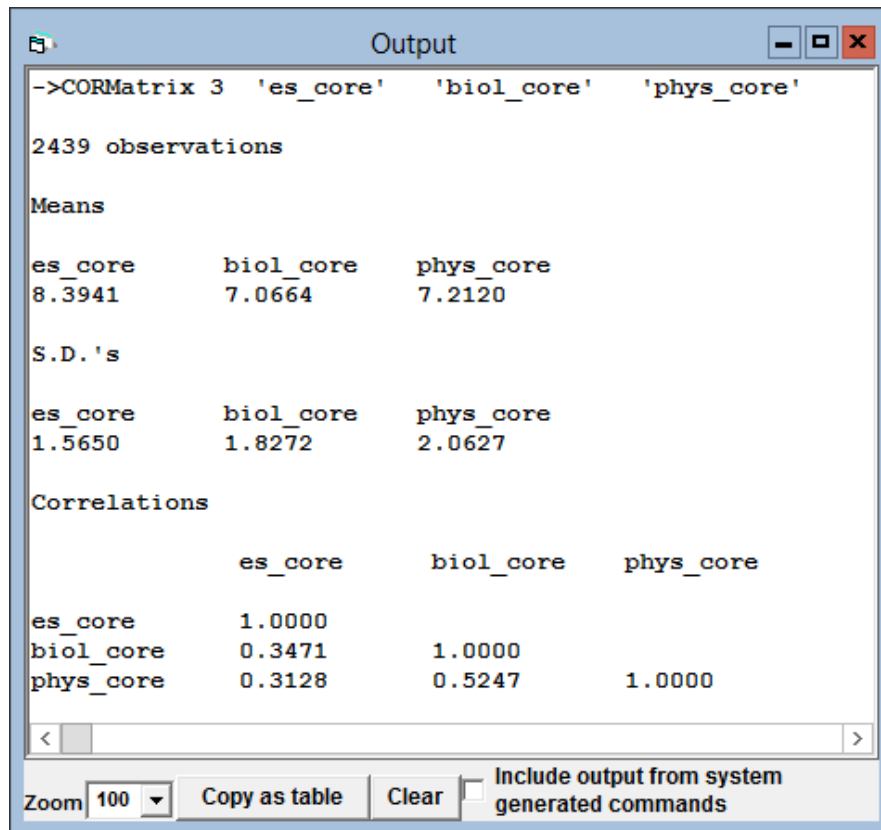 Output
->CORMatrix 3 'es_core' 'biol_core' 'phys_core'
2439 observations
Means
es_core biol_core phys_core
8.3941 7.0664 7.2120
S.D.'s
es_core biol_core phys_core
1.5650 1.8272 2.0627
Correlations
es_core biol_core phys_core
es_core 1.0000
biol_core 0.3471 1.0000
phys_core 0.3128 0.5247 1.0000
Zoom 100 Copy as table Clear Include output from system
generated commands